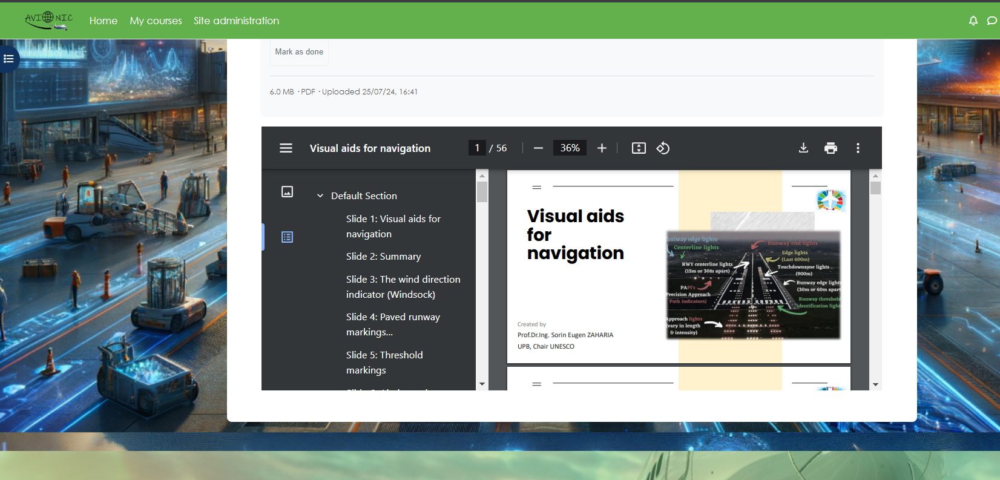 AVIONIC
Home My courses Site administration
Mark as done
6.0 MB · PDF · Uploaded 25/07/24, 16:41
Visual aids for navigation
1 / 56
36%
Default Section
Slide 1: Visual aids for
navigation
Slide 2: Summary
Slide 3: The wind direction
indicator (Windsock)
Slide 4: Paved runway
markings...
Slide 5: Threshold
markings
Visual aids
for
navigation
Created by
Prof.Dr.Ing. Sorin Eugen ZAHARIA
UPB, Chair UNESCO
edge lights
Centerline lights
Runway end lights
Edge lights
(Last 600m)
RWY centerline lights
(15m or 30m apart)
Touchdownzone lights
(900m)
PAPI's
Precision Approach
Path Indicators)
Runway edge lights
(30m or 60m apart
Runway threshold
identification light
Approach lights
(vary in length
& intensity)